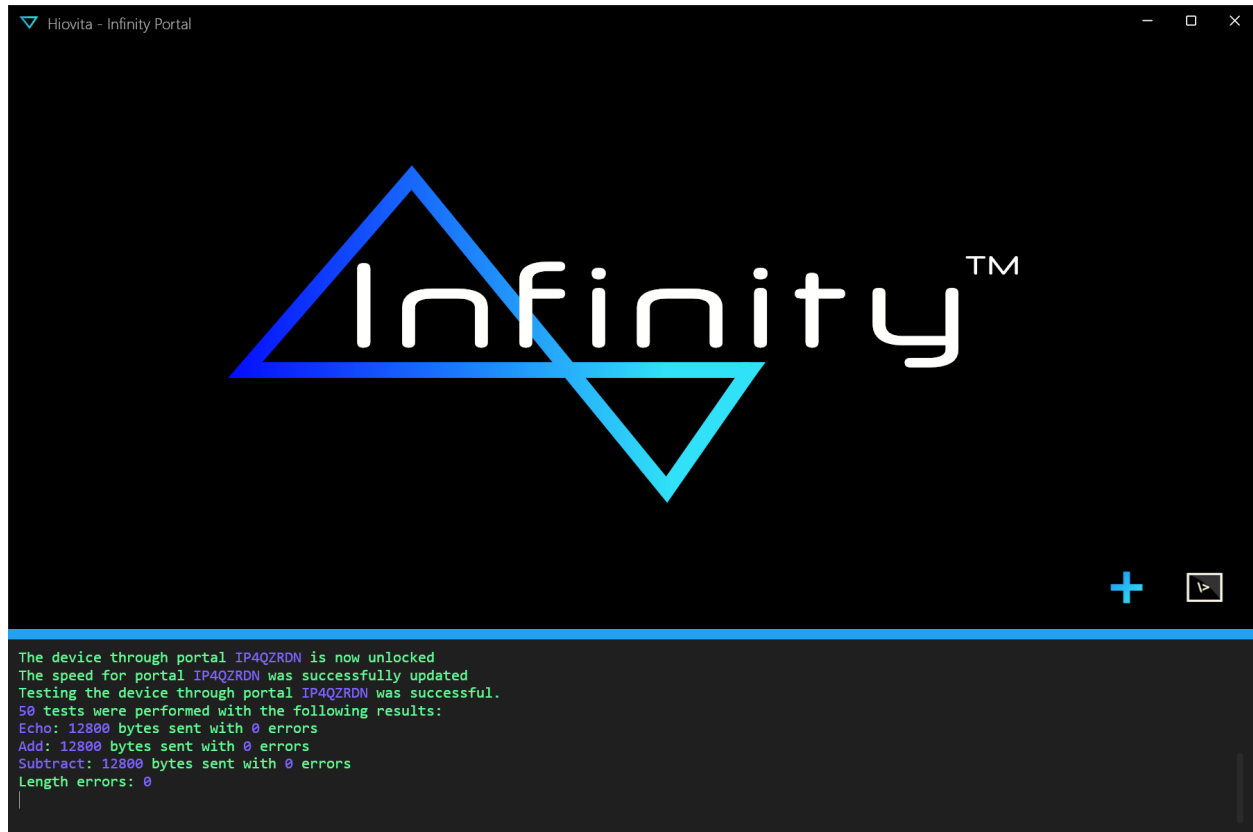 Hiovita - Infinity Portal
Infinity™
\>
The device through portal IP4QZRDN is now unlocked
The speed for portal IP4QZRDN was successfully updated
Testing the device through portal IP4QZRDN was successful.
50 tests were performed with the following results:
Echo: 12800 bytes sent with 0 errors
Add: 12800 bytes sent with 0 errors
Subtract: 12800 bytes sent with 0 errors
Length errors: 0